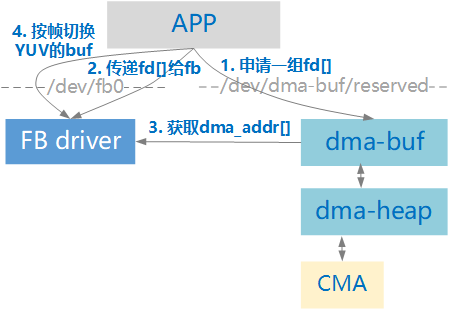 APP
4. 按帧切换
YUV的buf
2. 传递fd[]给fb
1. 申请一组fd[]
/dev/fb0
/dev/dma-buf/reserved
FB driver
3. 获取dma_addr[]
dma-buf
dma-heap
CMA